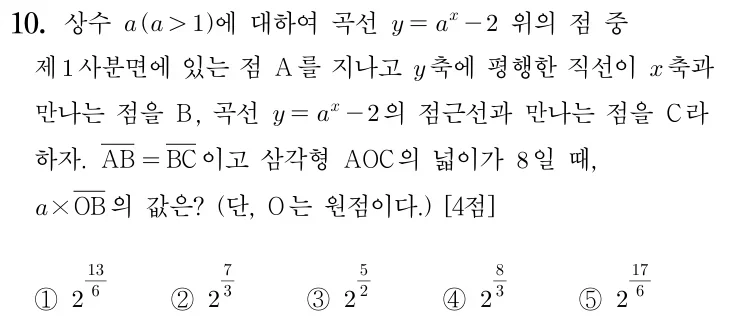 10. 상수 a(a>1)에 대하여 곡선 y=a^x-2 위의 점 중
제1사분면에 있는 점 A를 지나고 y축에 평행한 직선이 x축과
만나는 점을 B, 곡선 y=a^x-2의 점근선과 만나는 점을 C라
하자. \overline{AB}=\overline{BC}이고 삼각형 AOC의 넓이가 8일 때,
a×\overline{OB}의 값은? (단, O는 원점이다.) [4점]
① 2^{13/6} ② 2^{7/3} ③ 2^{5/2} ④ 2^{8/3} ⑤ 2^{17/6}